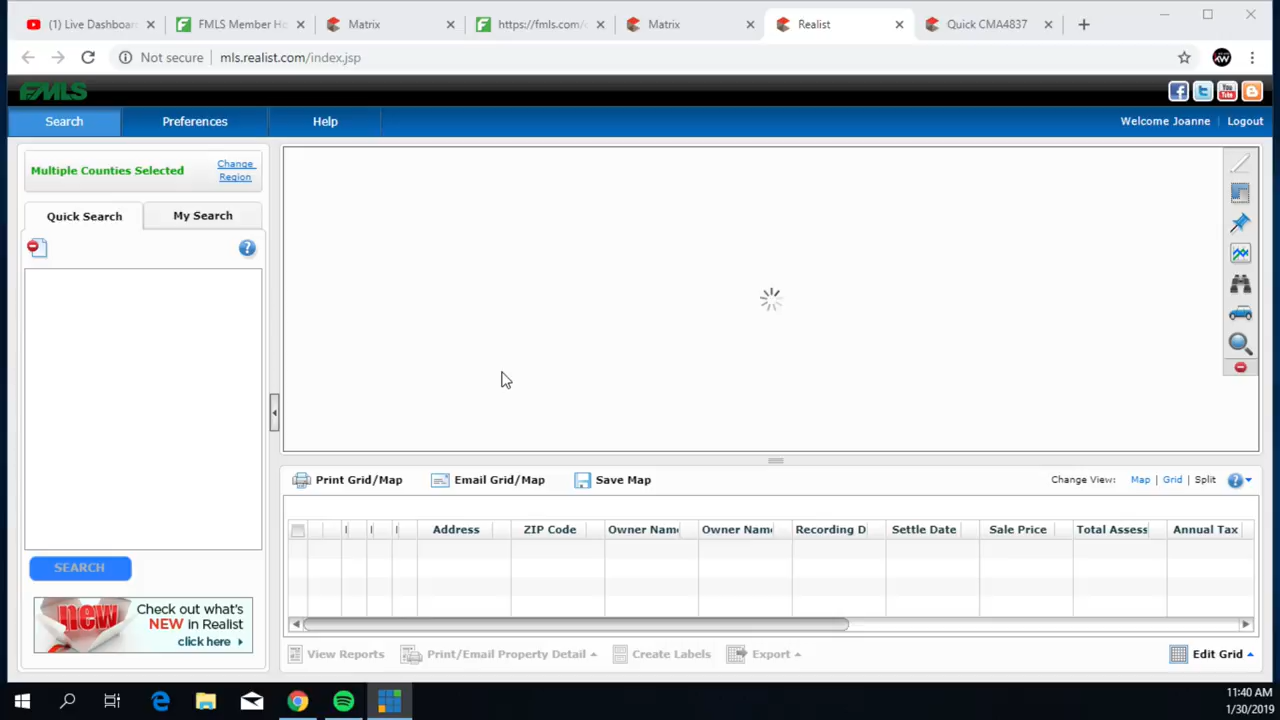 (1) Live Dashboar
FMLS Member Ho
Matrix
https://fmls.com/
Matrix
Realist
Quick CMA4837
Not secure
mls.realist.com/index.jsp
KW
FMLS
Search
Preferences
Help
Welcome Joanne
Logout
Multiple Counties Selected
Change
Region
Quick Search
My Search
SEARCH
new
Check out what's
NEW in Realist
click here
Print Grid/Map
Email Grid/Map
Save Map
Change View:
Map | Grid | Split
Address
ZIP Code
Owner Nam
Owner Nam
Recording D
Settle Date
Sale Price
Total Assess
Annual Tax
View Reports
Print/Email Property Detail
Create Labels
Export
Edit Grid
11:40 AM
1/30/2019